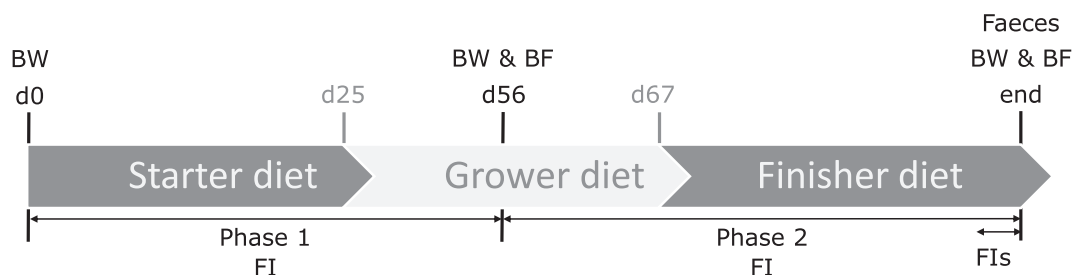 Faeces
BW BW & BF BW & BF
d0 d25 d56 d67 end
Starter diet Grower diet Finisher diet
Phase 1 Phase 2 FIs
FI FI